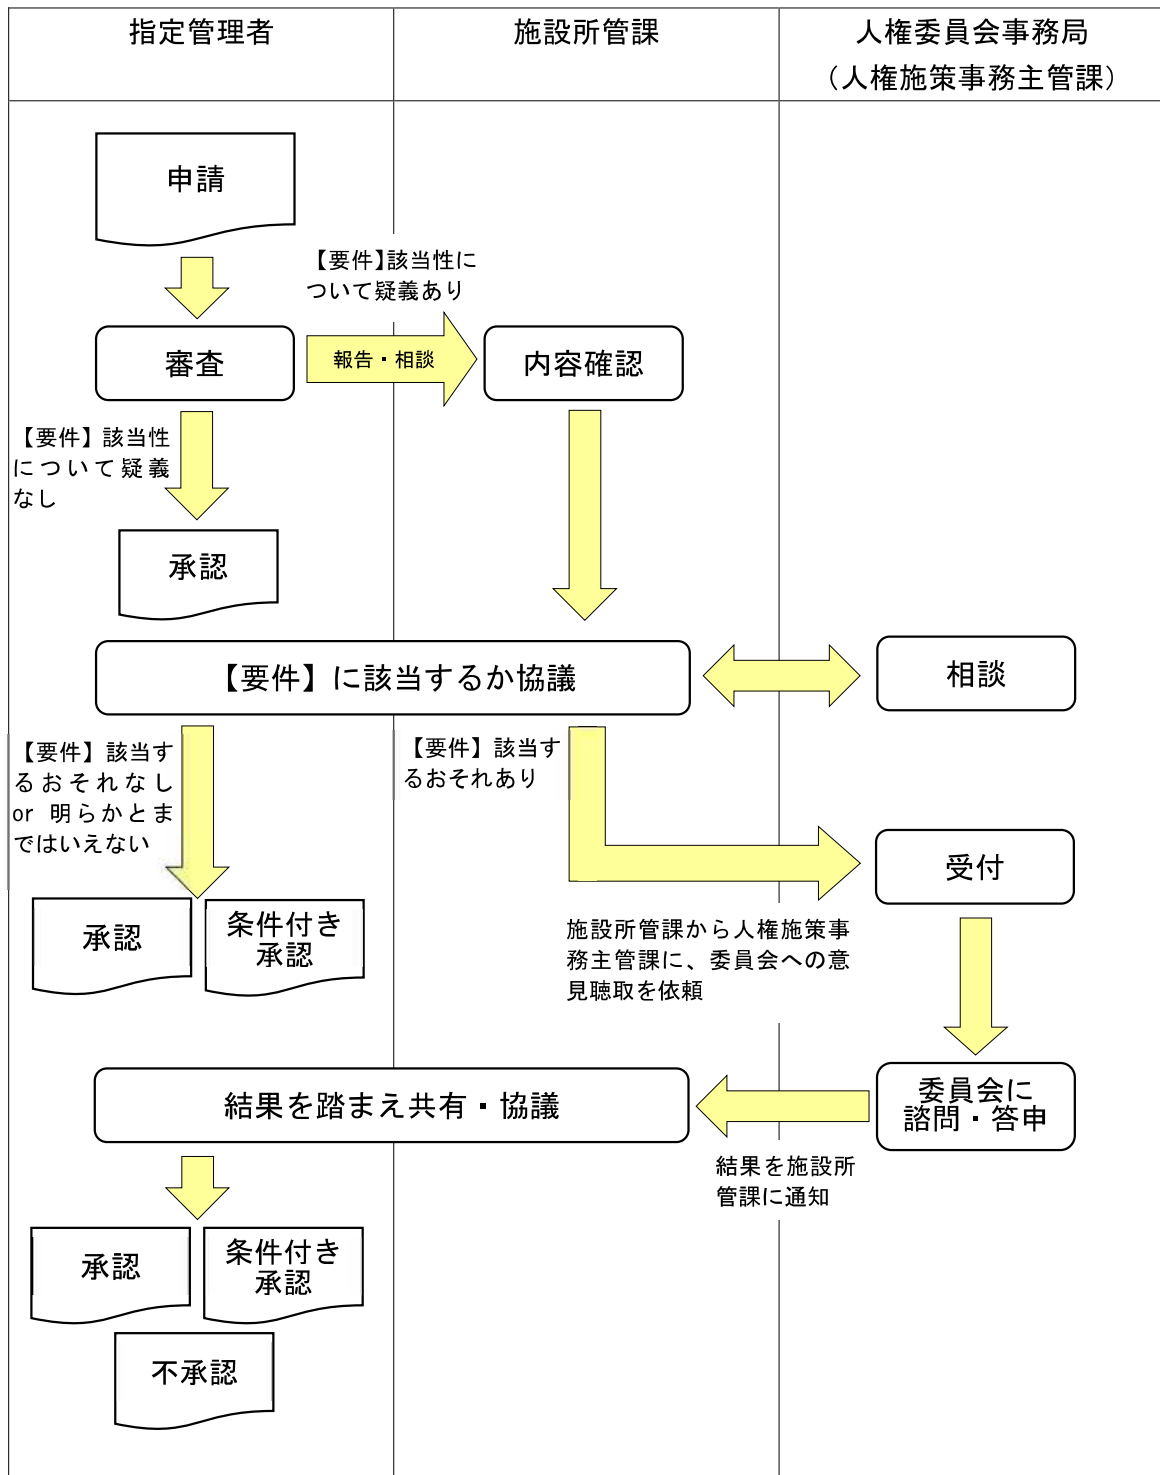 指定管理者
施設所管課
人権委員会事務局
（人権施策事務主管課）
申請
【要件】該当性に
ついて疑義あり
審査
報告・相談
内容確認
【要件】該当性
について疑義
なし
承認
【要件】に該当するか協議
相談
【要件】該当す
るおそれなし
or 明らかとま
ではいえない
【要件】該当す
るおそれあり
受付
承認
条件付き
承認
施設所管課から人権施策事
務主管課に、委員会への意
見聴取を依頼
結果を踏まえ共有・協議
委員会に
諮問・答申
結果を施設所
管課に通知
承認
条件付き
承認
不承認